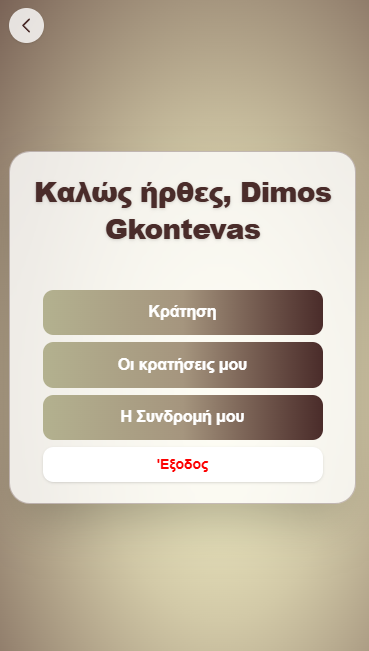 Καλώς ήρθες, Dimos
Gkontevas
Κράτηση
Οι κρατήσεις μου
Η Συνδρομή μου
'Εξοδος